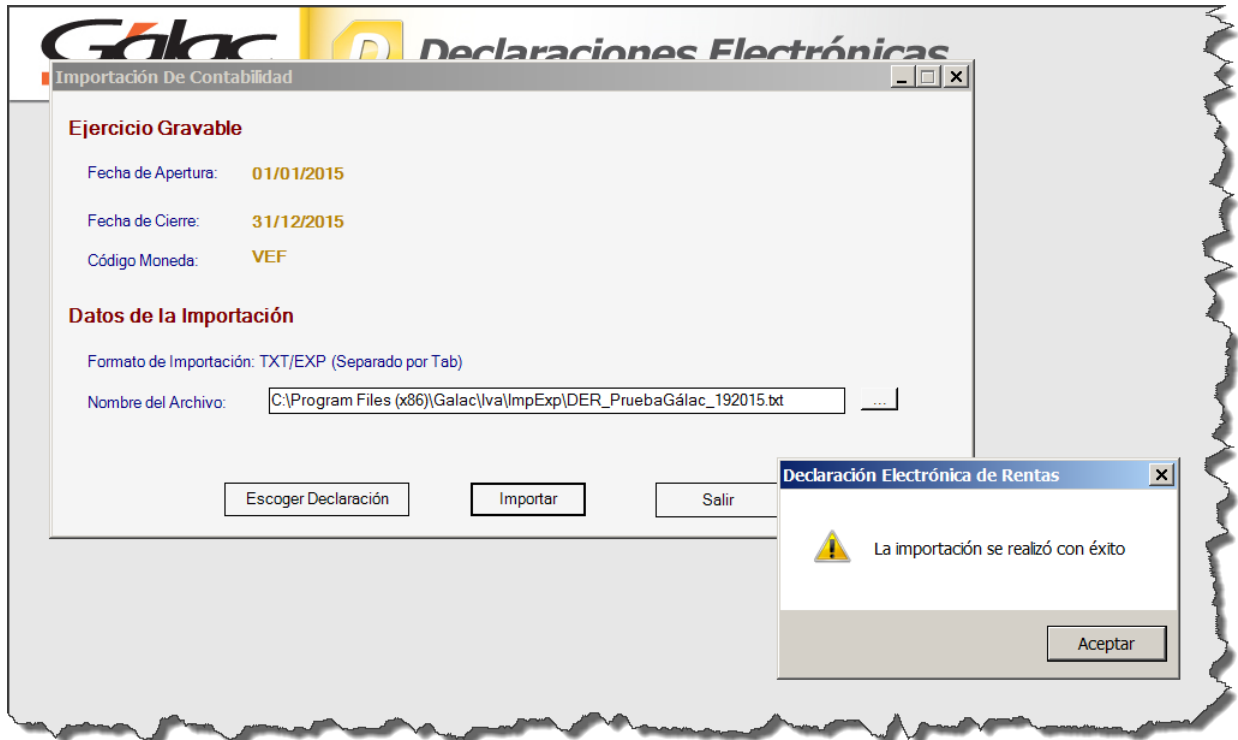 Gálac
D Declaraciones Electrónicas
Importación De Contabilidad
Ejercicio Gravable
Fecha de Apertura: 01/01/2015
Fecha de Cierre: 31/12/2015
Código Moneda: VEF
Datos de la Importación
Formato de Importación: TXT/EXP (Separado por Tab)
Nombre del Archivo: C:\Program Files (x86)\Galac\Iva\ImpExp\DER_PruebaGálac_192015.txt ...
Escoger Declaración Importar Salir
Declaración Electrónica de Rentas
La importación se realizó con éxito
Aceptar